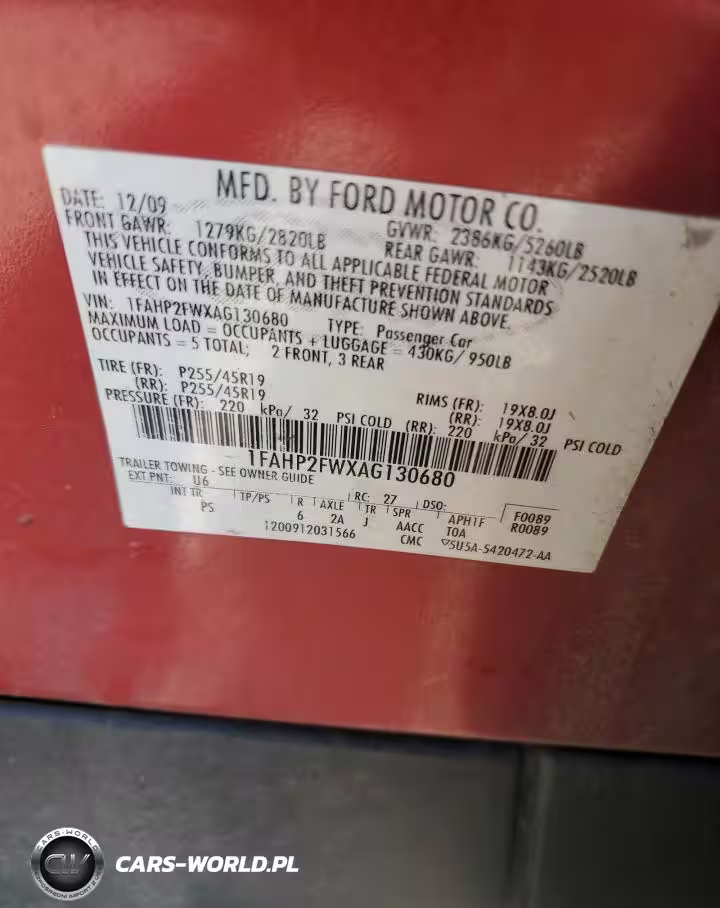 MFD. BY FORD MOTOR CO.
DATE: 12/09 GVWR: 2386KG/5260LB
FRONT GAWR: 1279KG/2820LB REAR GAWR: 1143KG/2520LB
THIS VEHICLE CONFORMS TO ALL APPLICABLE FEDERAL MOTOR
VEHICLE SAFETY, BUMPER, AND THEFT PREVENTION STANDARDS
IN EFFECT ON THE DATE OF MANUFACTURE SHOWN ABOVE.
VIN: 1FAHP2FWXAG130680 TYPE: Passenger Car
MAXIMUM LOAD = OCCUPANTS + LUGGAGE = 430KG/ 950LB
OCCUPANTS = 5 TOTAL; 2 FRONT, 3 REAR
TIRE (FR): P255/45R19 RIMS (FR): 19X8.0J
(RR): P255/45R19 (RR): 19X8.0J
PRESSURE (FR): 220 kPa/ 32 PSI COLD (RR): 220 kPa/ 32 PSI COLD
1FAHP2FWXAG130680
TRAILER TOWING - SEE OWNER GUIDE
EXT PNT: U6 RC: 27 DSO:
INT TR TP/PS R AXLE TR SPR APH1F F0089
PS 6 2A J AACC TOA R0089
1200912031566 CMC ▽5U5A-5420472-AA
CARS-WORLD
CW
CARS-WORLD.PL